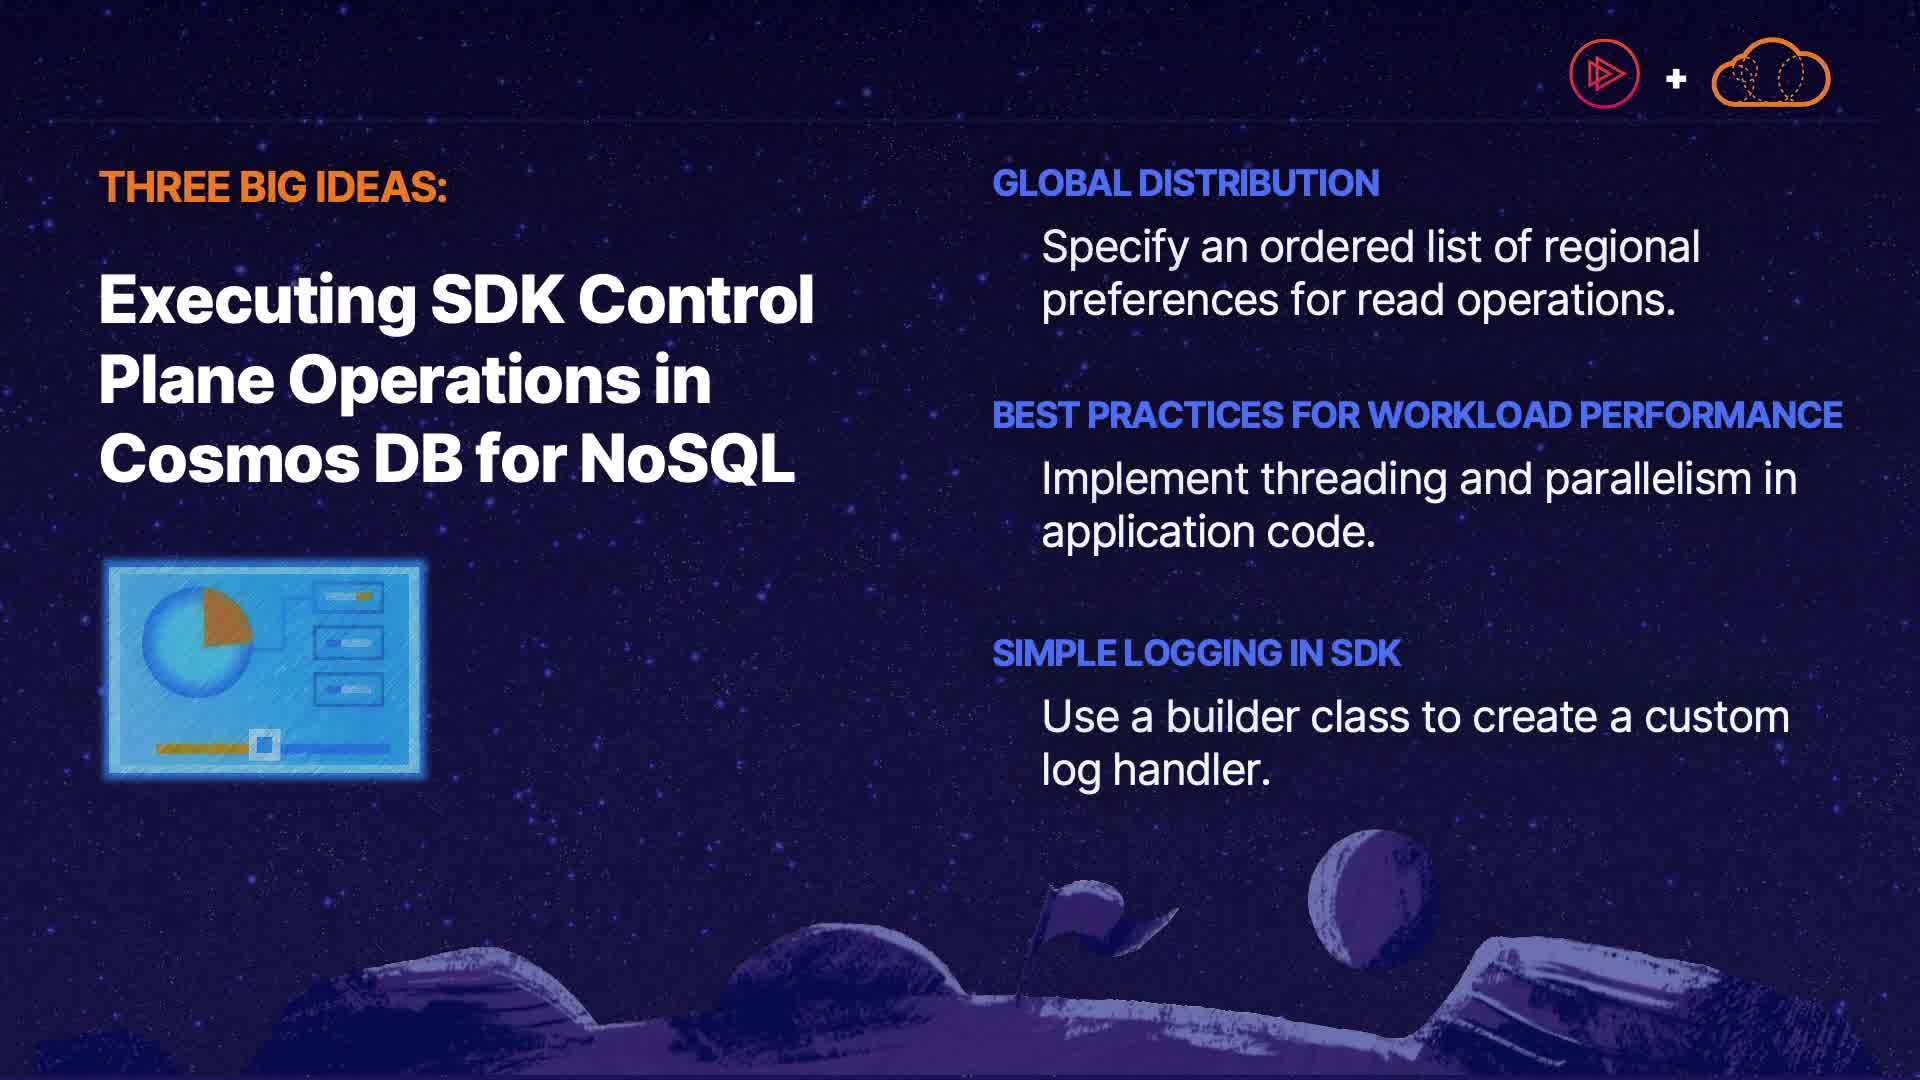 THREE BIG IDEAS:
Executing SDK Control
Plane Operations in
Cosmos DB for NoSQL
GLOBAL DISTRIBUTION
Specify an ordered list of regional
preferences for read operations.
BEST PRACTICES FOR WORKLOAD PERFORMANCE
Implement threading and parallelism in
application code.
SIMPLE LOGGING IN SDK
Use a builder class to create a custom
log handler.